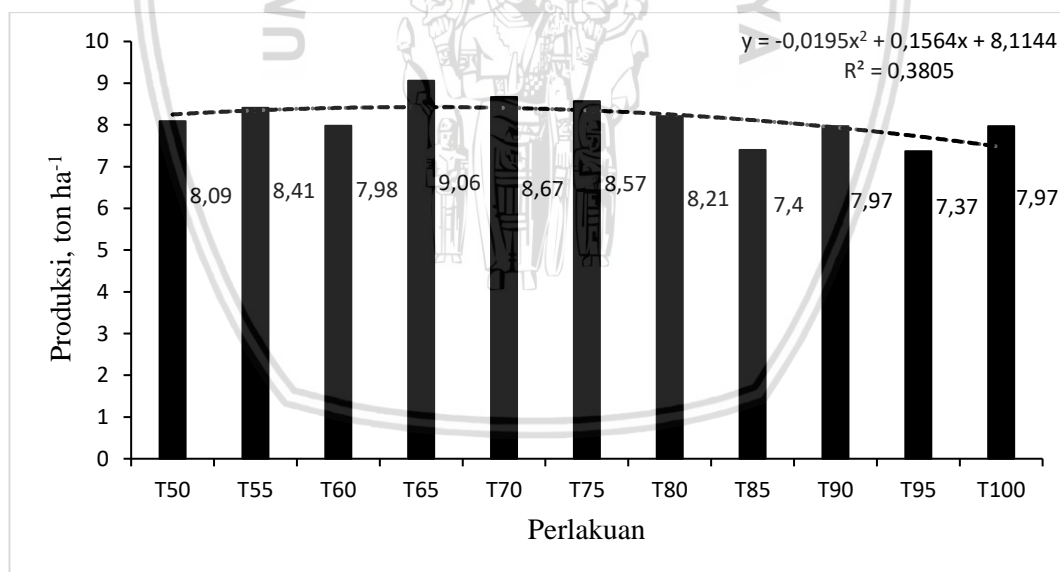 y = -0,0195x² + 0,1564x + 8,1144
R² = 0,3805
Produksi, ton ha⁻¹
10
9
8
7
6
5
4
3
2
1
0
8,09 8,41 7,98 9,06 8,67 8,57 8,21 7,4 7,97 7,37 7,97
T50 T55 T60 T65 T70 T75 T80 T85 T90 T95 T100
Perlakuan